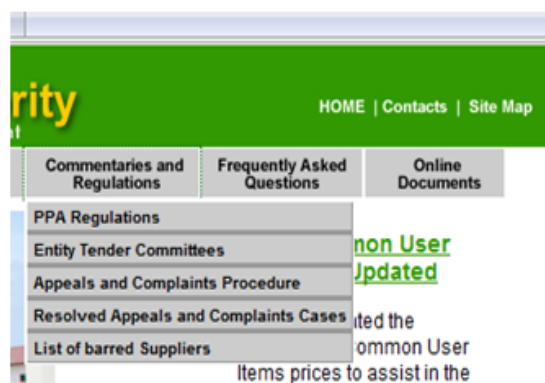 rity
HOME | Contacts | Site Map
Commentaries and
Regulations
Frequently Asked
Questions
Online
Documents
PPA Regulations
Entity Tender Committees
Appeals and Complaints Procedure
Resolved Appeals and Complaints Cases
List of barred Suppliers
non User
Updated
ted the
ommon User
Items prices to assist in the